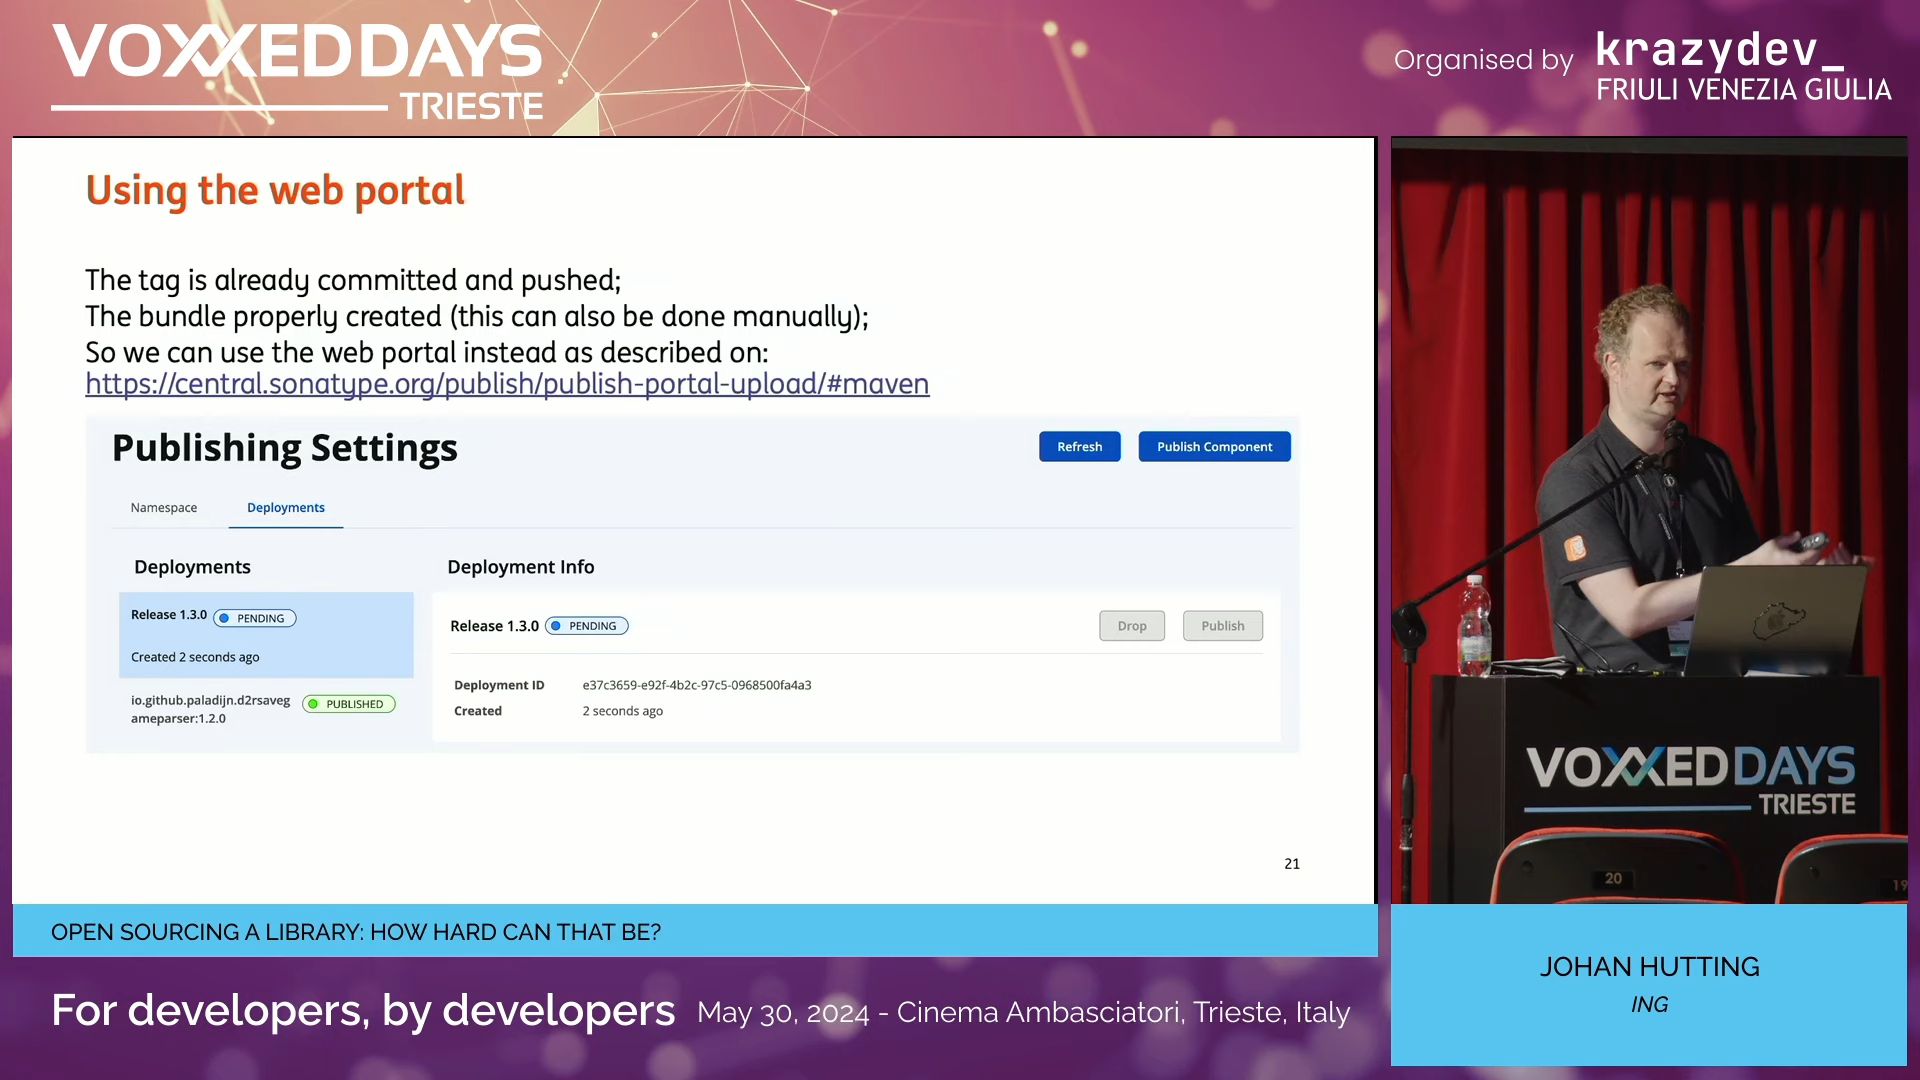 VOXXEDDAYS
TRIESTE
Organised by krazydev_
FRIULI VENEZIA GIULIA
Using the web portal
The tag is already committed and pushed;
The bundle properly created (this can also be done manually);
So we can use the web portal instead as described on:
https://central.sonatype.org/publish/publish-portal-upload/#maven
Publishing Settings
Refresh
Publish Component
Namespace
Deployments
Deployments
Release 1.3.0 PENDING
Created 2 seconds ago
io.github.paladijn.d2rsaveg
ameparser:1.2.0
PUBLISHED
Deployment Info
Release 1.3.0 PENDING
Drop
Publish
Deployment ID e37c3659-e92f-4b2c-97c5-0968500fa4a3
Created 2 seconds ago
21
VOXXEDDAYS
TRIESTE
20
19
OPEN SOURCING A LIBRARY: HOW HARD CAN THAT BE?
JOHAN HUTTING
ING
For developers, by developers
May 30, 2024 - Cinema Ambasciatori, Trieste, Italy